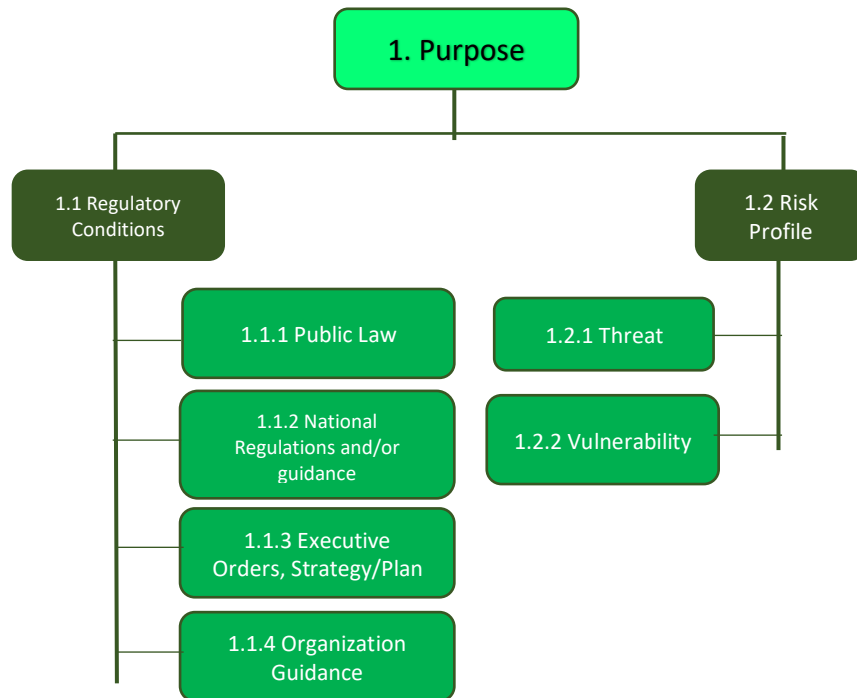 1. Purpose
1.1 Regulatory
Conditions
1.2 Risk
Profile
1.1.1 Public Law
1.1.2 National
Regulations and/or
guidance
1.1.3 Executive
Orders, Strategy/Plan
1.1.4 Organization
Guidance
1.2.1 Threat
1.2.2 Vulnerability